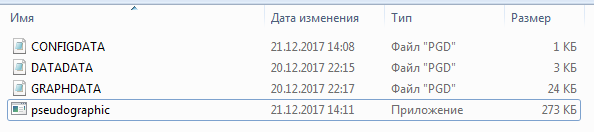 Имя Дата изменения Тип Размер
CONFIGDATA 21.12.2017 14:08 Файл "PGD" 1 КБ
DATADATA 20.12.2017 22:15 Файл "PGD" 3 КБ
GRAPHDATA 20.12.2017 22:17 Файл "PGD" 24 КБ
pseudographic 21.12.2017 14:11 Приложение 273 КБ